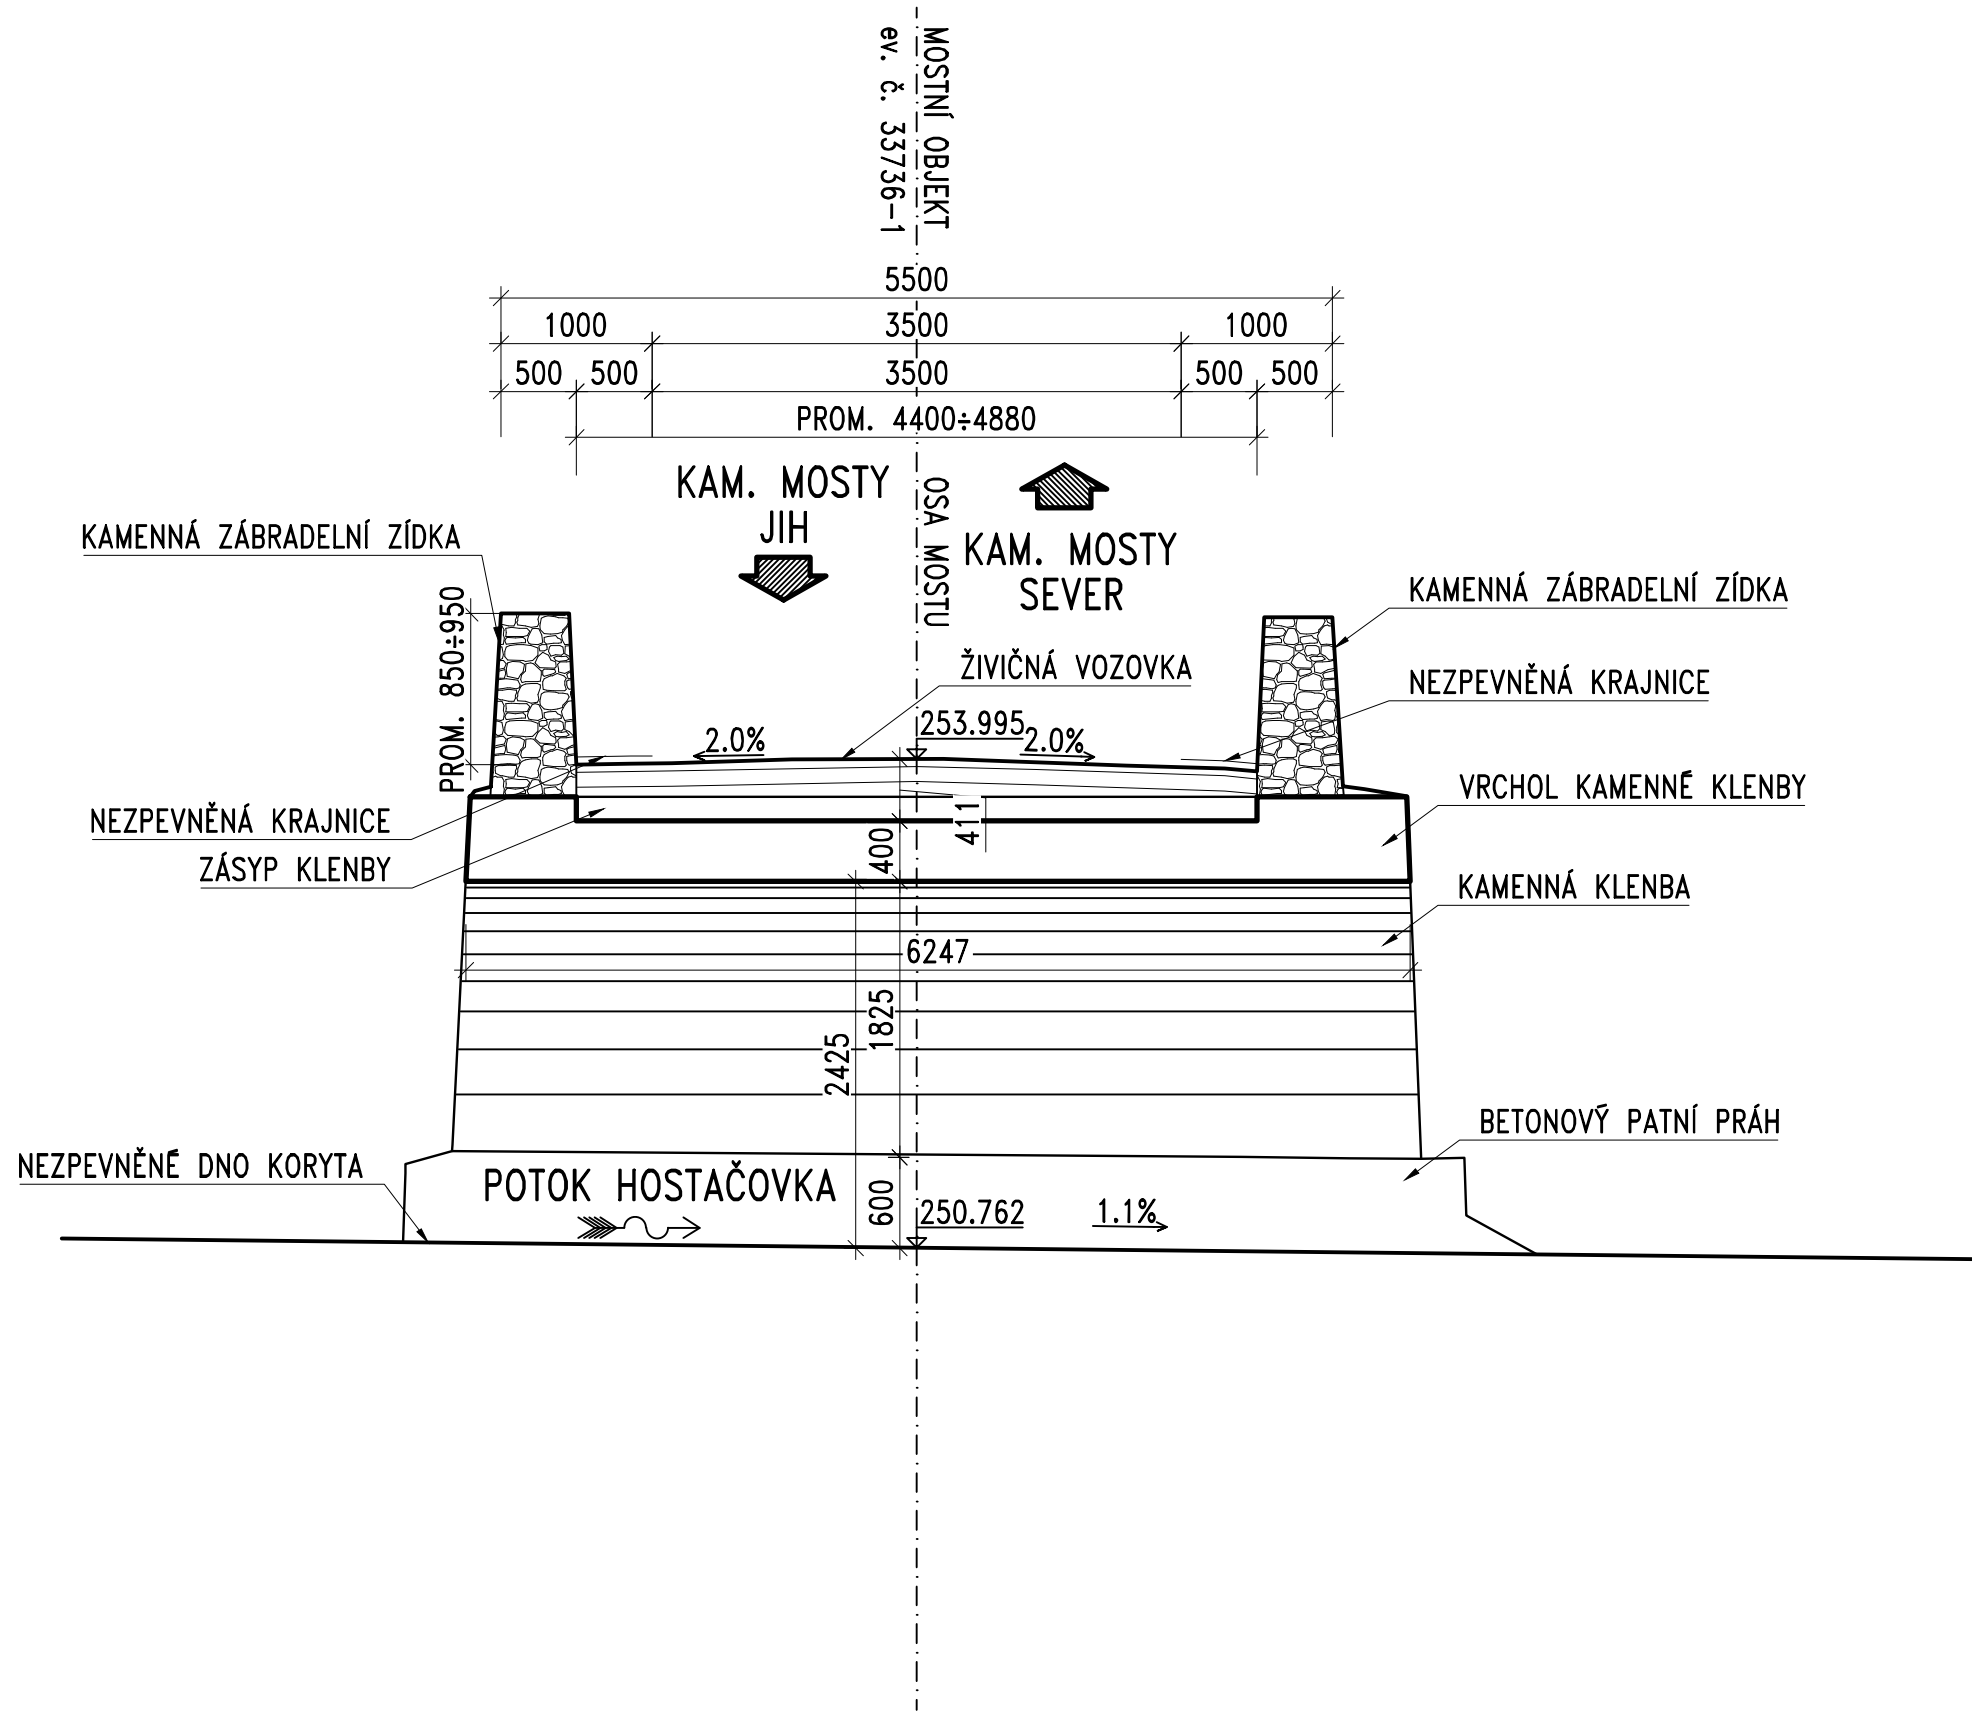 MOSTNÍ OBJEKT
ev. č. 33736-1
5500
1000 3500 1000
500 500 3500 500 500
PROM. 4400÷4880
KAM. MOSTY
JIH
OSA MOSTU
KAM. MOSTY
SEVER
KAMENNÁ ZÁBRADELNÍ ZÍDKA
KAMENNÁ ZÁBRADELNÍ ZÍDKA
PROM. 850÷950
ŽIVIČNÁ VOZOVKA
NEZPEVNĚNÁ KRAJNICE
2.0%
253.995
2.0%
VRCHOL KAMENNÉ KLENBY
NEZPEVNĚNÁ KRAJNICE
411
400
ZÁSYP KLENBY
KAMENNÁ KLENBA
6247
1825
2425
BETONOVÝ PATNÍ PRÁH
NEZPEVNĚNÉ DNO KORYTA
POTOK HOSTAČOVKA
600
250.762
1.1%